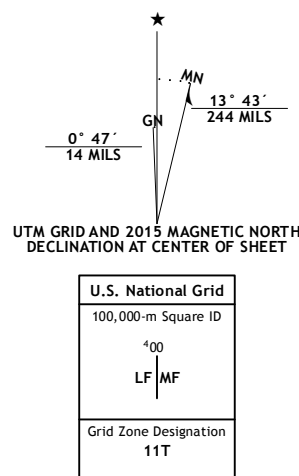 ★
MN
GN
13° 43´
244 MILS
0° 47´
14 MILS
UTM GRID AND 2015 MAGNETIC NORTH
DECLINATION AT CENTER OF SHEET
U.S. National Grid
100,000-m Square ID
⁴00
LF MF
Grid Zone Designation
11T